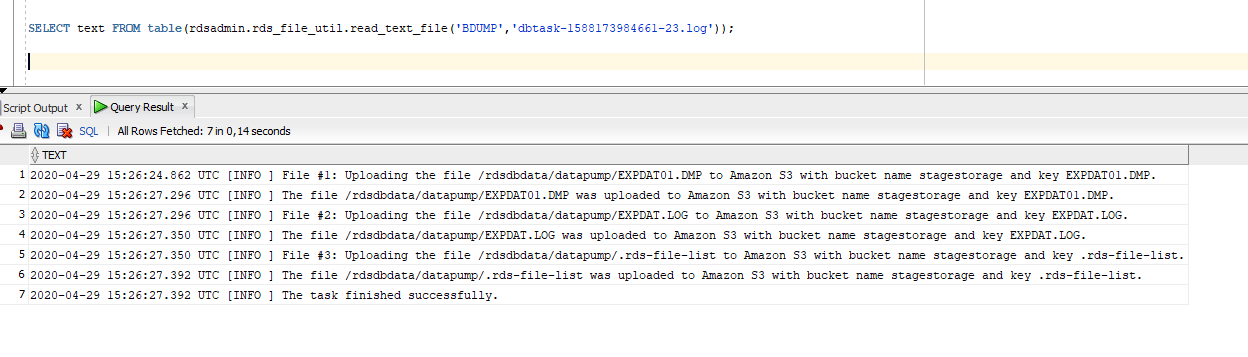 SELECT text FROM table(rdsadmin.rds_file_util.read_text_file('BDUMP','dbtask-1588173984661-23.log'));
Script Output x Query Result x
SQL | All Rows Fetched: 7 in 0,14 seconds
TEXT
1 2020-04-29 15:26:24.862 UTC [INFO ] File #1: Uploading the file /rdsdbdata/datapump/EXPDAT01.DMP to Amazon S3 with bucket name stagestorage and key EXPDAT01.DMP.
2 2020-04-29 15:26:27.296 UTC [INFO ] The file /rdsdbdata/datapump/EXPDAT01.DMP was uploaded to Amazon S3 with bucket name stagestorage and key EXPDAT01.DMP.
3 2020-04-29 15:26:27.296 UTC [INFO ] File #2: Uploading the file /rdsdbdata/datapump/EXPDAT.LOG to Amazon S3 with bucket name stagestorage and key EXPDAT.LOG.
4 2020-04-29 15:26:27.350 UTC [INFO ] The file /rdsdbdata/datapump/EXPDAT.LOG was uploaded to Amazon S3 with bucket name stagestorage and key EXPDAT.LOG.
5 2020-04-29 15:26:27.350 UTC [INFO ] File #3: Uploading the file /rdsdbdata/datapump/.rds-file-list to Amazon S3 with bucket name stagestorage and key .rds-file-list.
6 2020-04-29 15:26:27.392 UTC [INFO ] The file /rdsdbdata/datapump/.rds-file-list was uploaded to Amazon S3 with bucket name stagestorage and key .rds-file-list.
7 2020-04-29 15:26:27.392 UTC [INFO ] The task finished successfully.